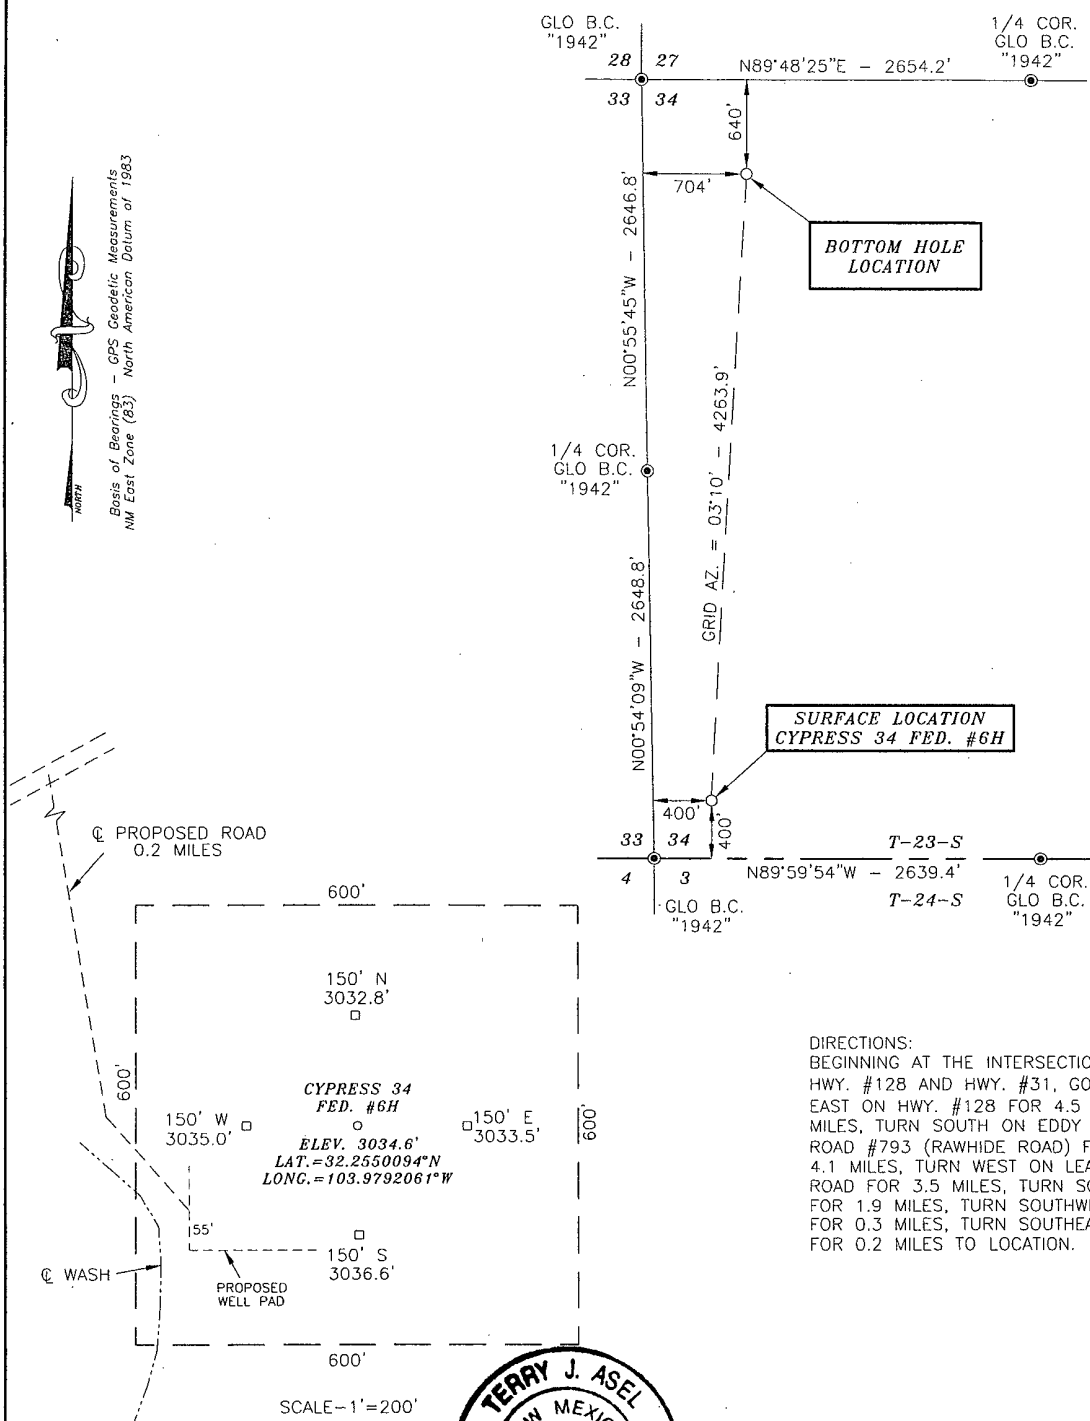 GLO B.C.
"1942"
1/4 COR.
GLO B.C.
"1942"
28 27
N89°48'25"E - 2654.2'
33 34
640'
704'
BOTTOM HOLE
LOCATION
N00°55'45"W - 2646.8'
Basis of Bearings - GPS Geodetic Measurements
NM East Zone (83) North American Datum of 1983
NORTH
1/4 COR.
GLO B.C.
"1942"
GRID AZ. = 03°10' - 4263.9'
N00°54'09"W - 2648.8'
SURFACE LOCATION
CYPRESS 34 FED. #6H
400'
400'
33 34
T-23-S
4 3
N89°59'54"W - 2639.4'
T-24-S
GLO B.C.
"1942"
1/4 COR.
GLO B.C.
"1942"
℄ PROPOSED ROAD
0.2 MILES
600'
150' N
3032.8'
600'
CYPRESS 34
FED. #6H
150' W
3035.0'
150' E
3033.5'
600'
ELEV. 3034.6'
LAT.=32.2550094°N
LONG.=103.9792061°W
55'
150' S
3036.6'
℄ WASH
PROPOSED
WELL PAD
600'
SCALE-1'=200'
DIRECTIONS:
BEGINNING AT THE INTERSECTIO
HWY. #128 AND HWY. #31, GO
EAST ON HWY. #128 FOR 4.5
MILES, TURN SOUTH ON EDDY
ROAD #793 (RAWHIDE ROAD) F
4.1 MILES, TURN WEST ON LEA
ROAD FOR 3.5 MILES, TURN SO
FOR 1.9 MILES, TURN SOUTHW
FOR 0.3 MILES, TURN SOUTHEA
FOR 0.2 MILES TO LOCATION.
TERRY J. ASEL
W MEXIC